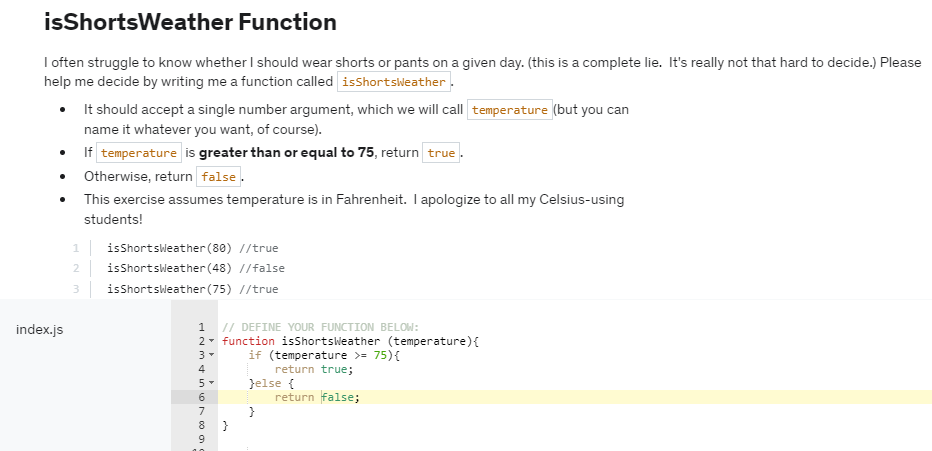 isShortsWeather Function
I often struggle to know whether I should wear shorts or pants on a given day. (this is a complete lie.  It's really not that hard to decide.) Please
help me decide by writing me a function called isShortsWeather.
• It should accept a single number argument, which we will call temperature (but you can
name it whatever you want, of course).
• If temperature is greater than or equal to 75, return true.
• Otherwise, return false.
• This exercise assumes temperature is in Fahrenheit.  I apologize to all my Celsius-using
students!
1 isShortsWeather(80) //true
2 isShortsWeather(48) //false
3 isShortsWeather(75) //true
index.js
1 // DEFINE YOUR FUNCTION BELOW:
2 function isShortsWeather (temperature){
3     if (temperature >= 75){
4         return true;
5     }else {
6         return false;
7     }
8 }
9